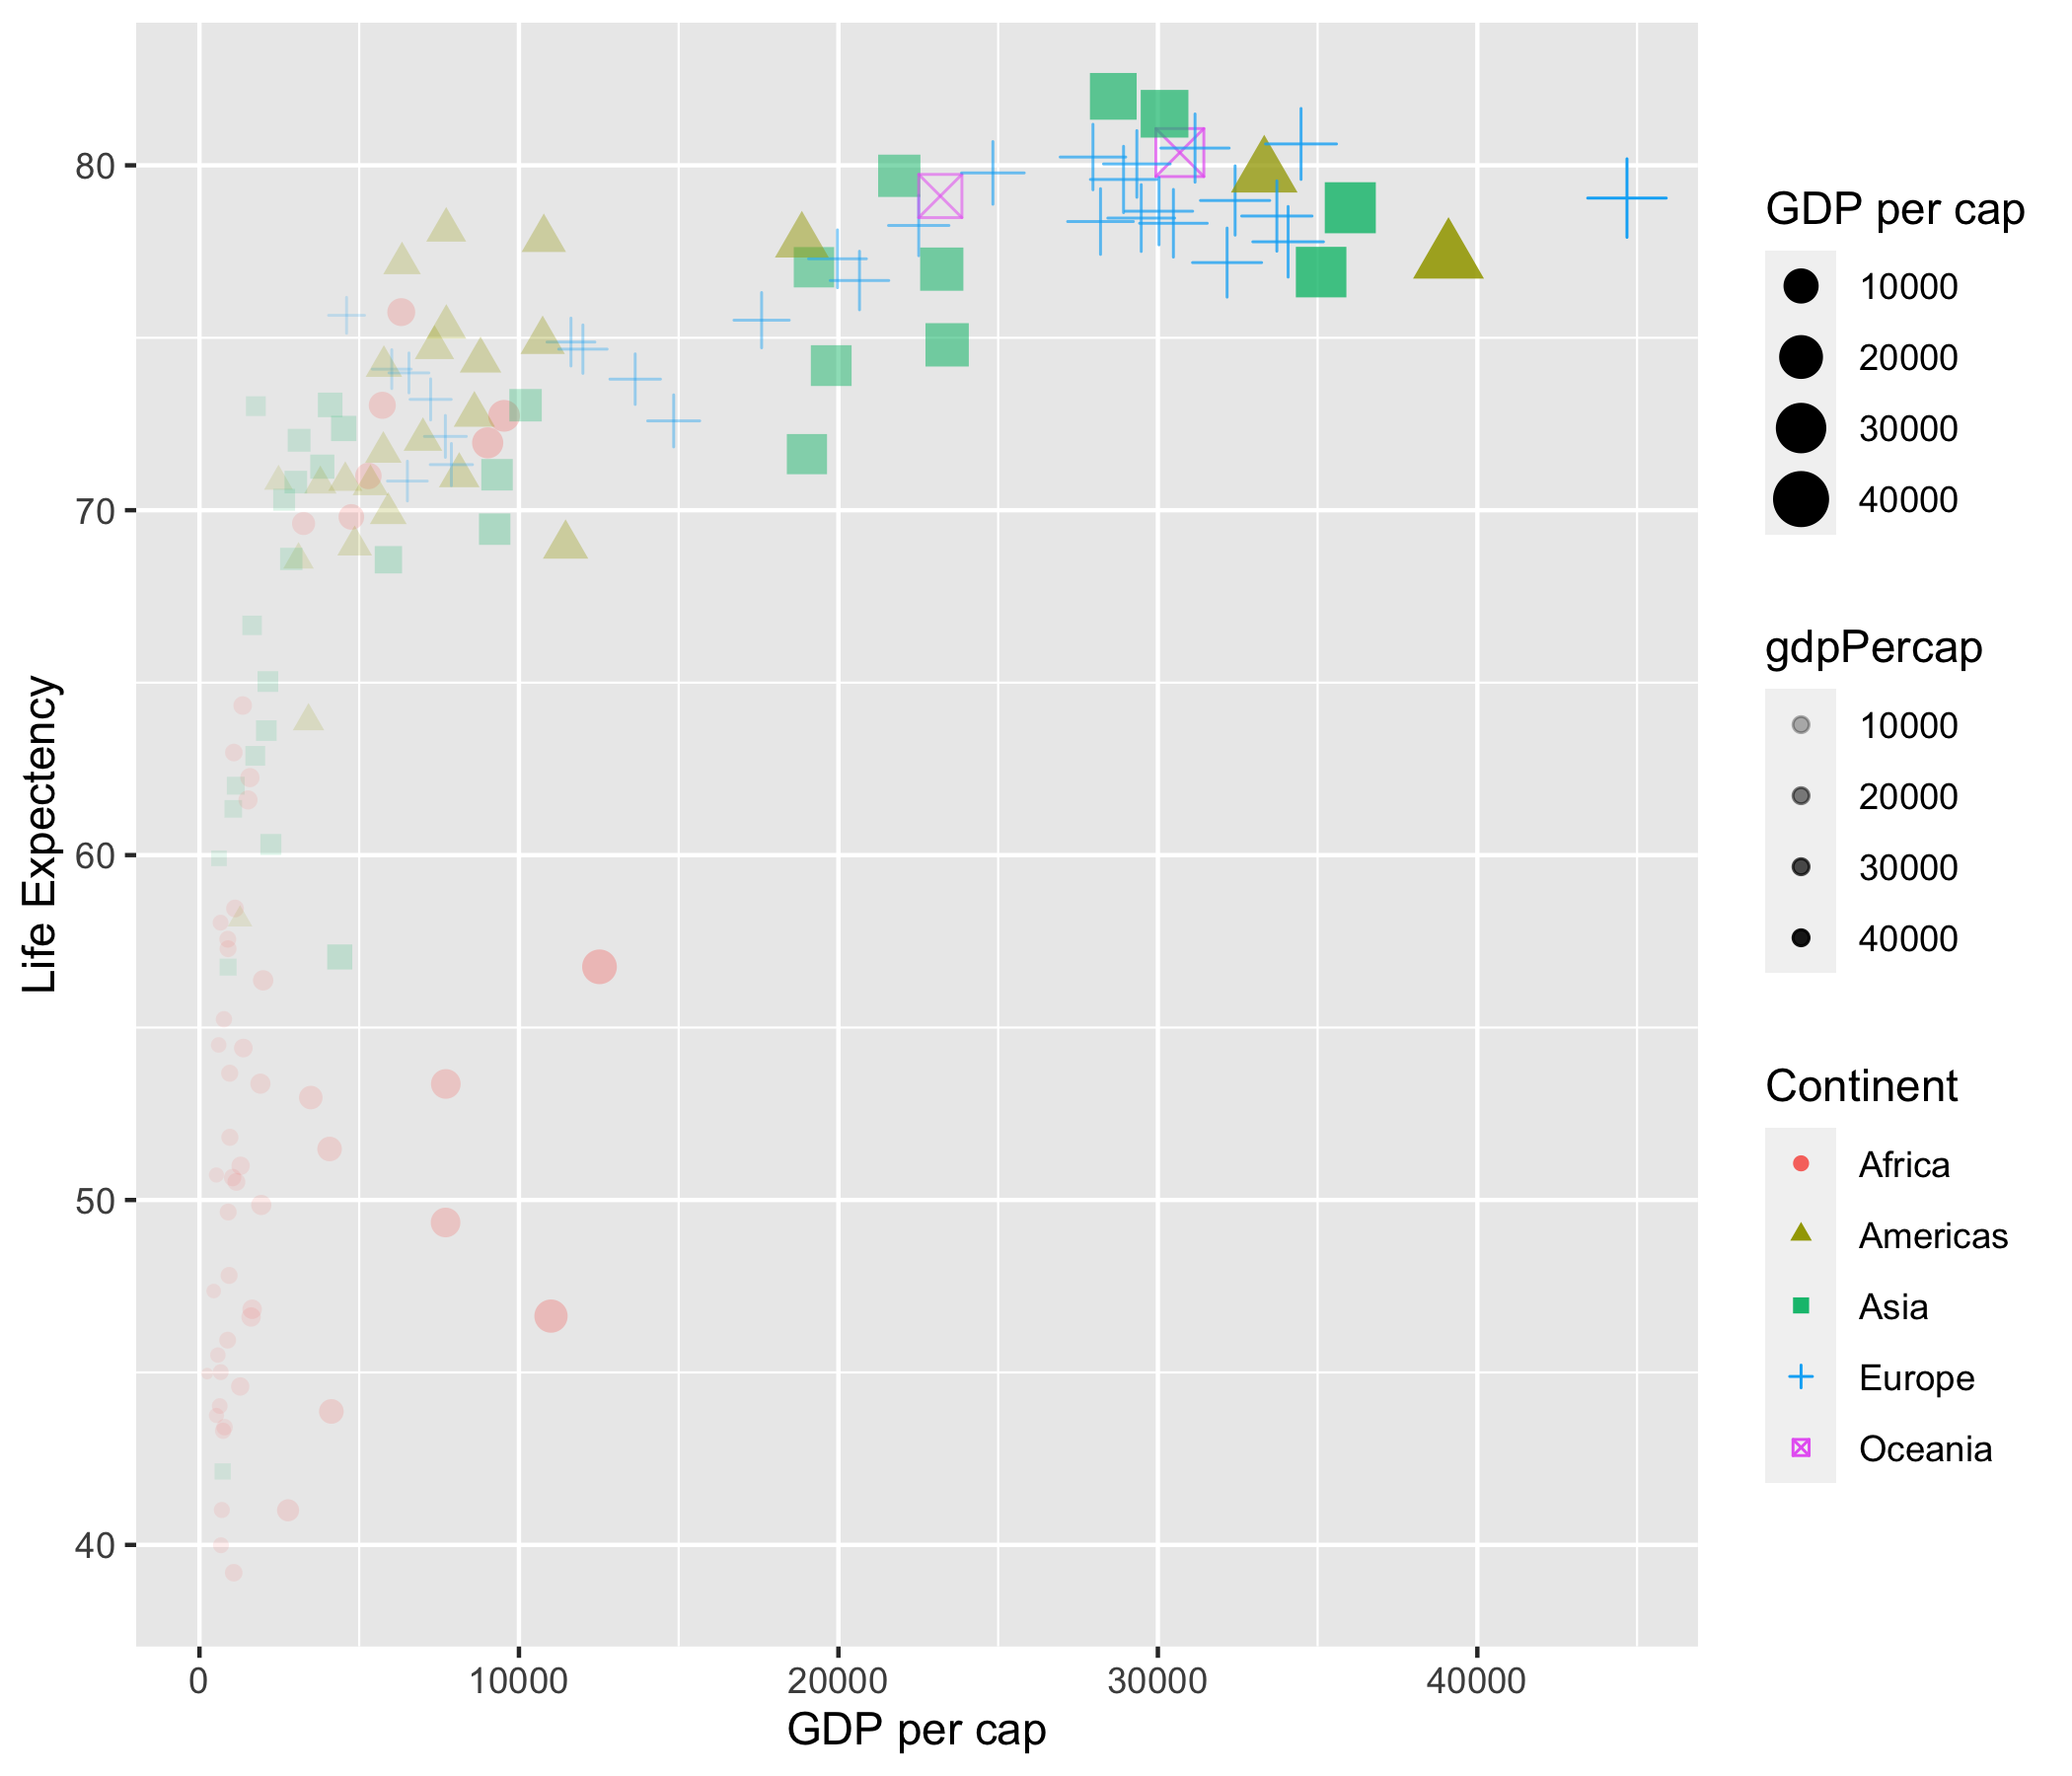 80
70
60
50
40
Life Expectency
0 10000 20000 30000 40000
GDP per cap
GDP per cap
10000
20000
30000
40000
gdpPercap
10000
20000
30000
40000
Continent
Africa
Americas
Asia
Europe
Oceania